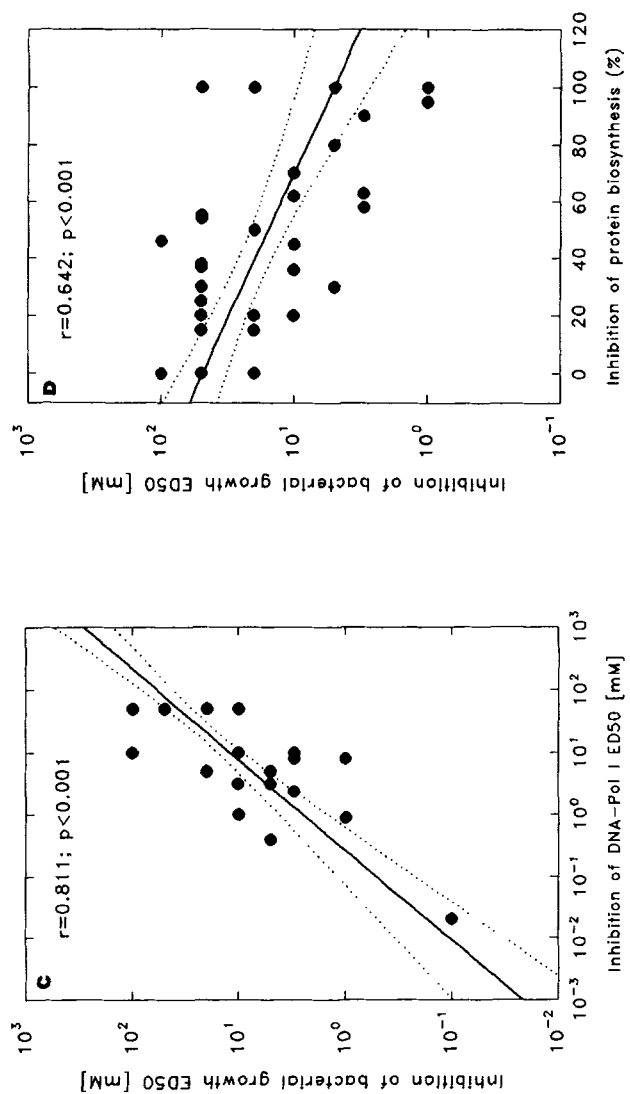 C
r=0.811; p<0.001
Inhibition of bacterial growth ED50 [mM]
10³
10²
10¹
10⁰
10⁻¹
10⁻²
10⁻³ 10⁻² 10⁻¹ 10⁰ 10¹ 10² 10³
Inhibition of DNA-Pol I ED50 [mM]
D
r=0.642; p<0.001
Inhibition of bacterial growth ED50 [mM]
10³
10²
10¹
10⁰
10⁻¹
0 20 40 60 80 100 120
Inhibition of protein biosynthesis (%)